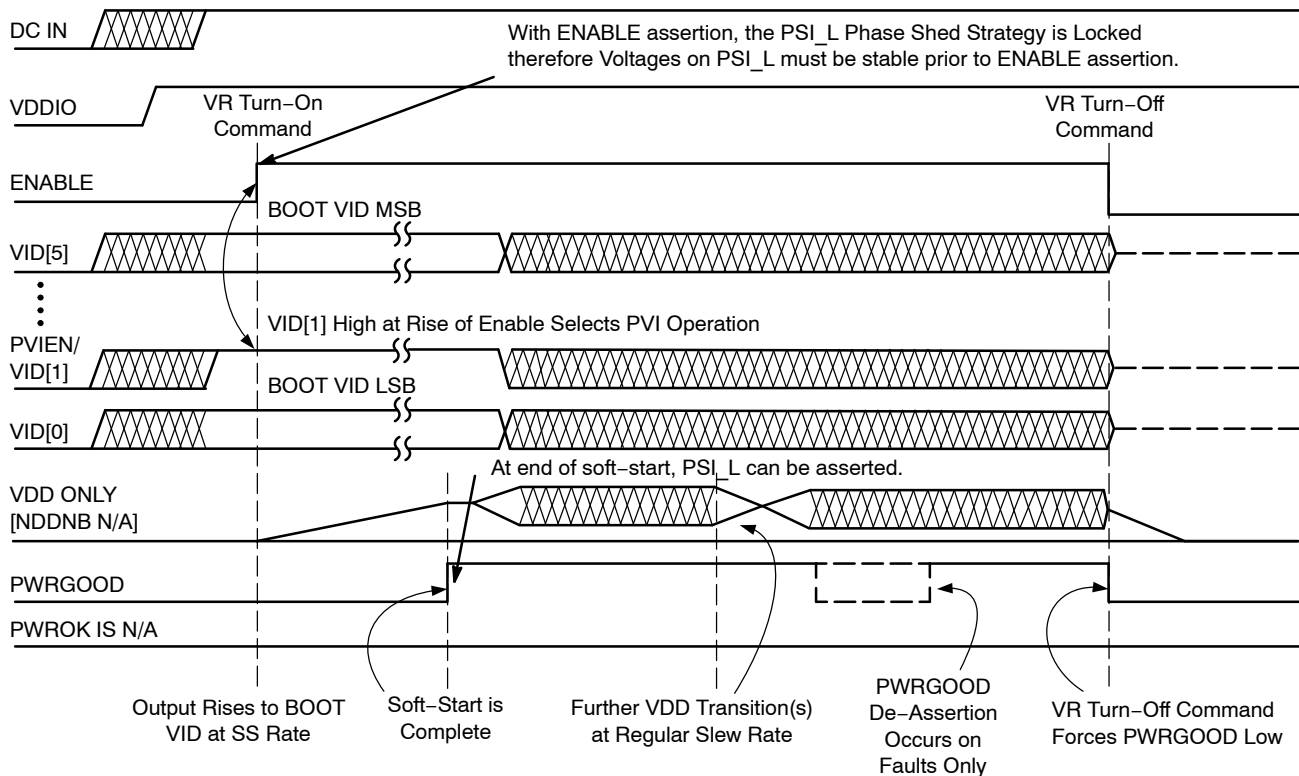 DC IN
With ENABLE assertion, the PSI_L Phase Shed Strategy is Locked
therefore Voltages on PSI_L must be stable prior to ENABLE assertion.
VDDIO
VR Turn−On
Command
VR Turn−Off
Command
ENABLE
BOOT VID MSB
VID[5]
VID[1] High at Rise of Enable Selects PVI Operation
PVIEN/
VID[1]
BOOT VID LSB
VID[0]
At end of soft−start, PSI_L can be asserted.
VDD ONLY
[NDDNB N/A]
PWRGOOD
PWROK IS N/A
Output Rises to BOOT
VID at SS Rate
Soft−Start is
Complete
Further VDD Transition(s)
at Regular Slew Rate
PWRGOOD
De−Assertion
Occurs on
Faults Only
VR Turn−Off Command
Forces PWRGOOD Low